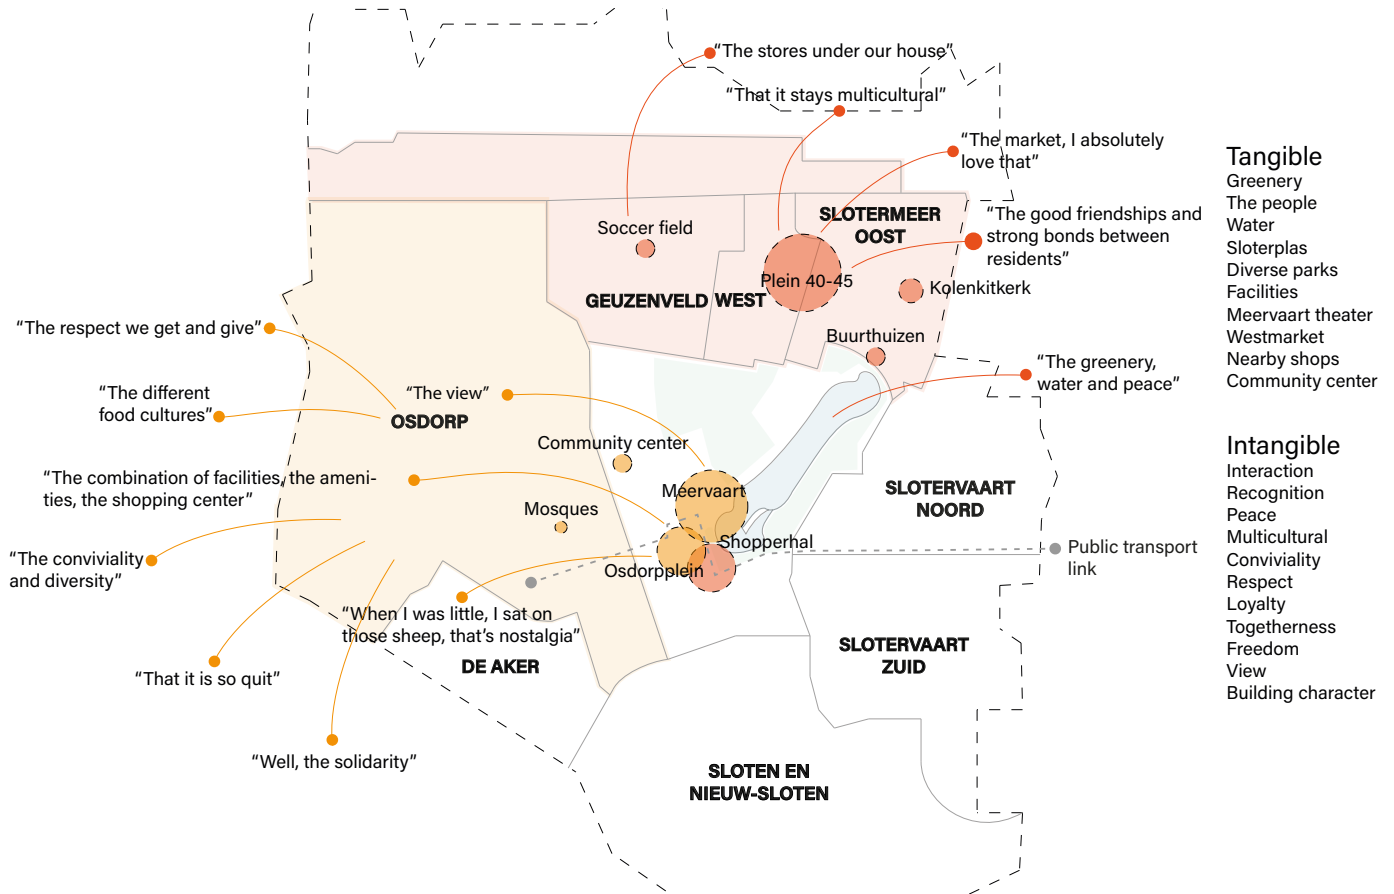 “The stores under our house”
“That it stays multicultural”
“The market, I absolutely
love that”
“The good friendships and
strong bonds between
residents”
SLOTERMEER
OOST
Soccer field
Plein 40-45
Kolenkitkerk
GEUZENVELD WEST
Buurthuizen
“The greenery,
water and peace”
“The respect we get and give”
“The different
food cultures”
“The view”
OSDORP
Community center
“The combination of facilities, the ameni-
ties, the shopping center”
Meervaart
Mosques
Shopperhal
Osdorpplein
SLOTERVAART
NOORD
Public transport
link
“The conviviality
and diversity”
“When I was little, I sat on
those sheep, that’s nostalgia”
DE AKER
SLOTERVAART
ZUID
“That it is so quit”
“Well, the solidarity”
SLOTEN EN
NIEUW-SLOTEN
Tangible
Greenery
The people
Water
Sloterplas
Diverse parks
Facilities
Meervaart theater
Westmarket
Nearby shops
Community center
Intangible
Interaction
Recognition
Peace
Multicultural
Conviviality
Respect
Loyalty
Togetherness
Freedom
View
Building character